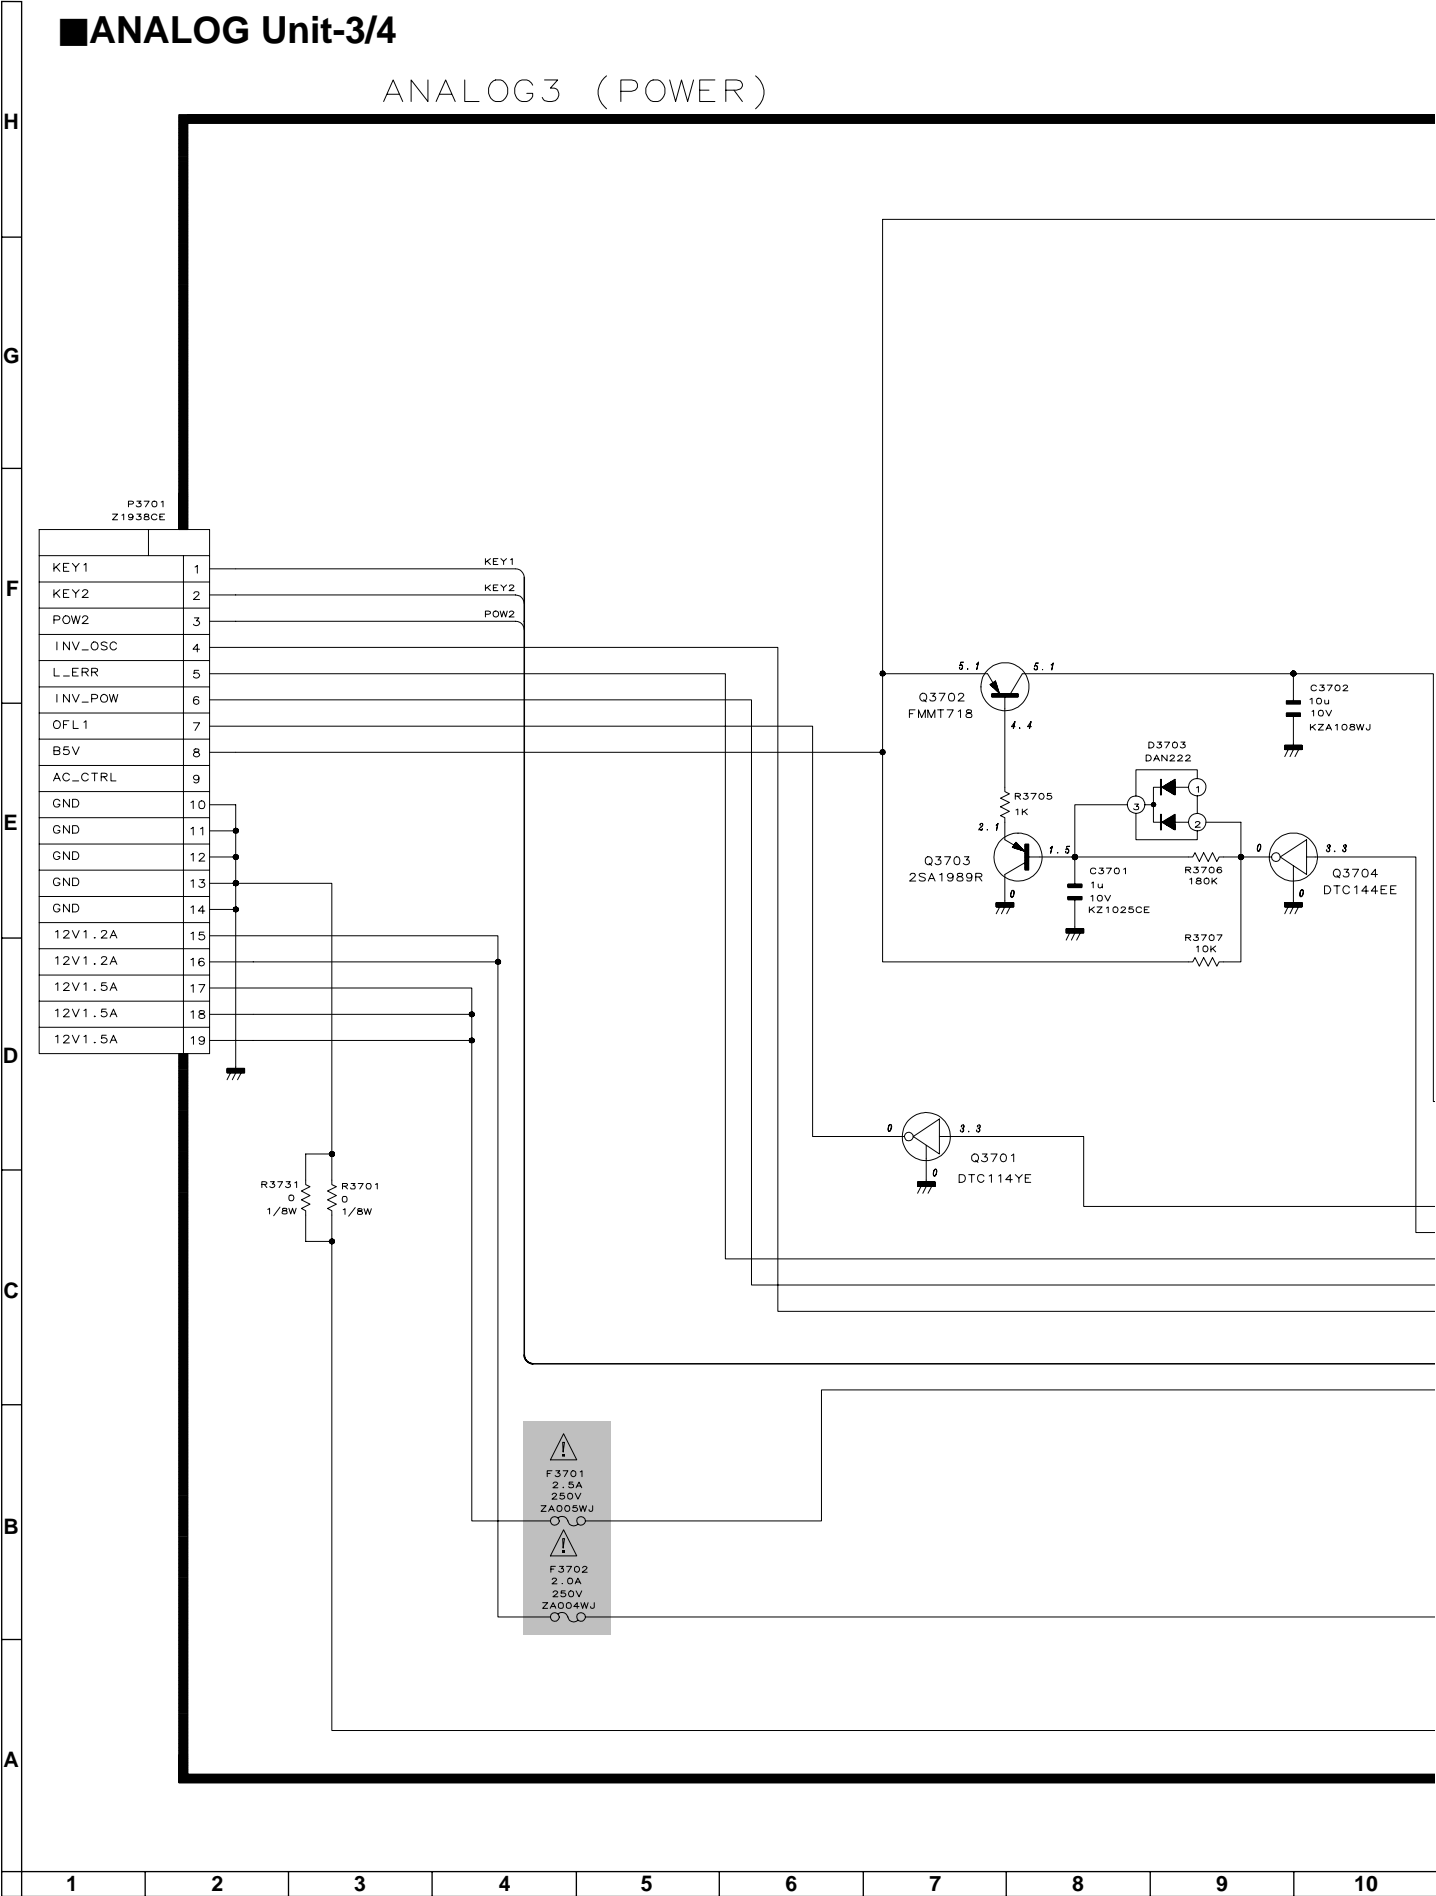 ■ANALOG Unit-3/4
ANALOG3 (POWER)
H
G
F
E
D
C
B
A
P3701
Z1938CE
KEY1 1
KEY2 2
POW2 3
INV_OSC 4
L_ERR 5
INV_POW 6
OFL1 7
B5V 8
AC_CTRL 9
GND 10
GND 11
GND 12
GND 13
GND 14
12V1.2A 15
12V1.2A 16
12V1.5A 17
12V1.5A 18
12V1.5A 19
KEY1
KEY2
POW2
5.1
5.1
Q3702
FMMT718
4.4
C3702
10u
10V
KZA108WJ
D3703
DAN222
1
3
2
R3705
1K
2.1
Q3703
2SA1989R
1.5
0
C3701
1u
10V
KZ1025CE
R3706
180K
0
3.3
Q3704
DTC144EE
0
R3707
10K
0
3.3
Q3701
DTC114YE
0
R3731
0
1/8W
R3701
0
1/8W
!
F3701
2.5A
250V
ZA005WJ
!
F3702
2.0A
250V
ZA004WJ
1 2 3 4 5 6 7 8 9 10